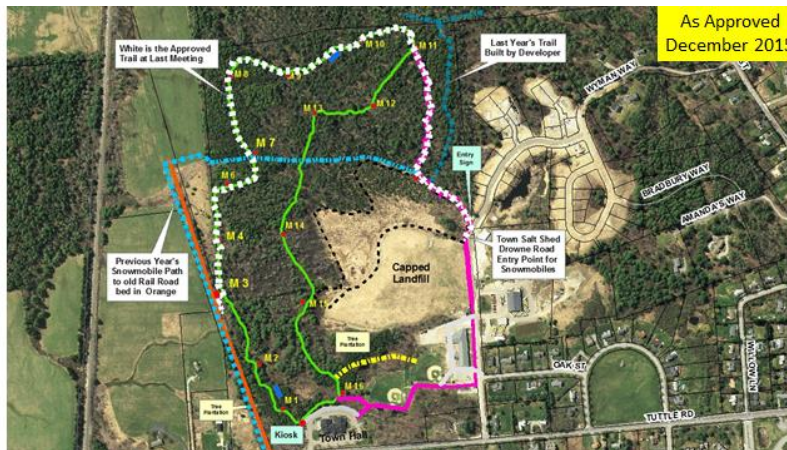 As Approved
December 2015
White is the Approved
Trail at Last Meeting
M 10
M 11
Last Year's Trail
Built by Developer
WYMAN WAY
M 8
M 12
M 13
M 7
Entry
Sign
BRADBURY WAY
M 6
AMANDA'S WAY
M 14
M 4
Town Salt Shed
Drowne Road
Entry Point for
Snowmobiles
Previous Year's
Snowmobile Path
to old Rail Road
bed in Orange
Capped
Landfill
M 3
Tree
Plantation
M 2
OAK ST
WILLOW LN
M 16
M 1
Tree
Plantation
TUTTLE RD
Kiosk
Town Hall